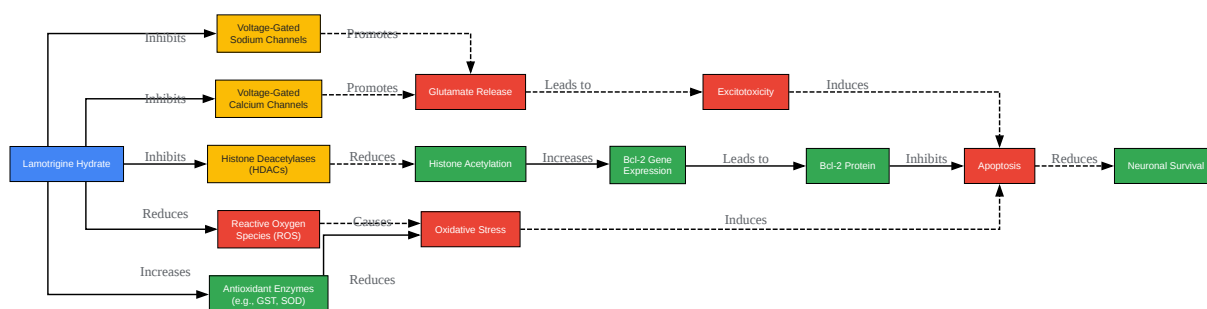 Voltage-Gated
Sodium Channels
Inhibits
Promotes
Voltage-Gated
Calcium Channels
Inhibits
Promotes
Glutamate Release
Leads to
Excitotoxicity
Induces
Lamotrigine Hydrate
Inhibits
Histone Deacetylases
(HDACs)
Reduces
Histone Acetylation
Increases
Bcl-2 Gene
Expression
Leads to
Bcl-2 Protein
Inhibits
Apoptosis
Reduces
Neuronal Survival
Reduces
Reactive Oxygen
Species (ROS)
Causes
Oxidative Stress
Induces
Increases
Antioxidant Enzymes
(e.g., GST, SOD)
Reduces